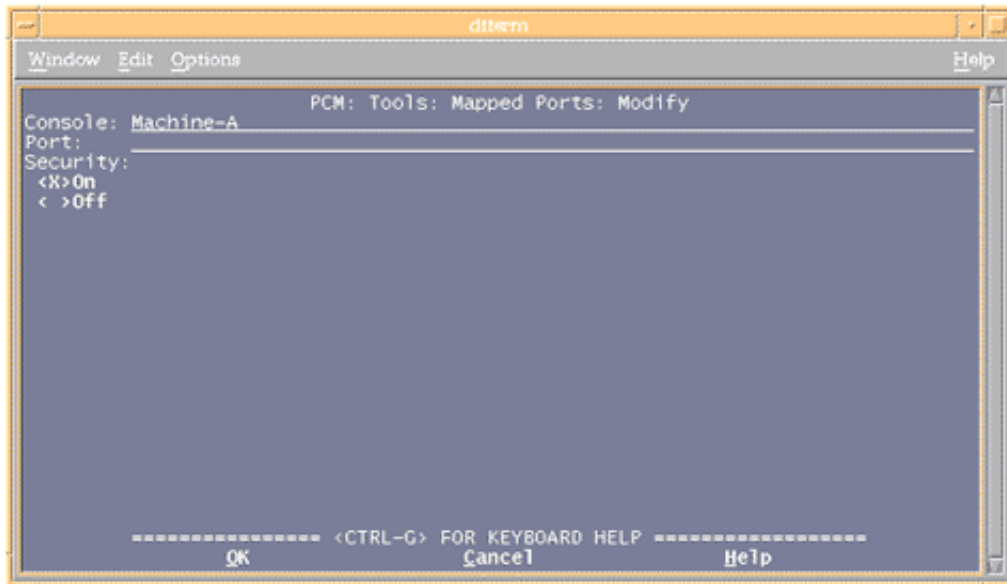 dtterm
Window Edit Options Help
PCM: Tools: Mapped Ports: Modify
Console: Machine-A
Port:
Security:
<X>On
< >Off
================ <CTRL-G> FOR KEYBOARD HELP ==================
OK Cancel Help